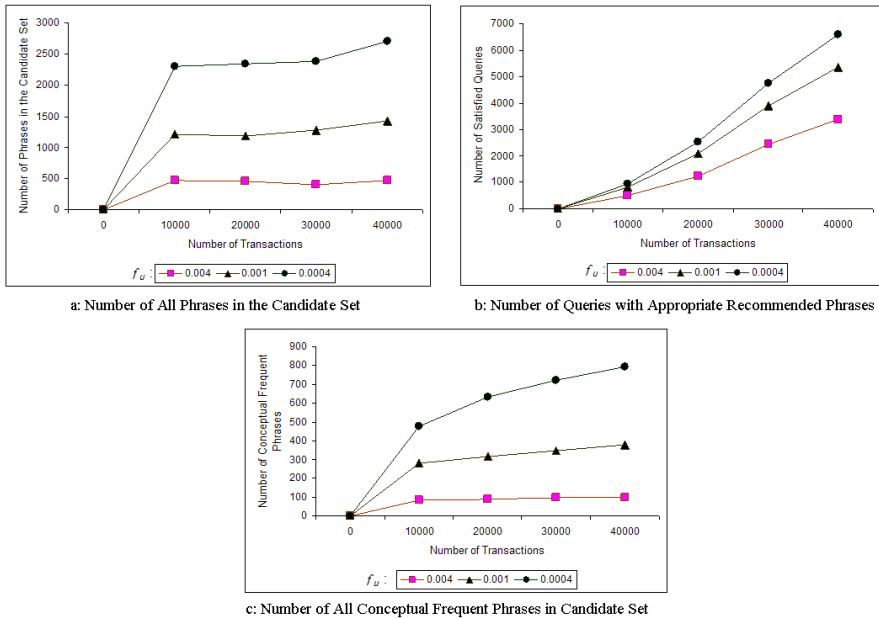 3000
2500
2000
1500
1000
500
0
Number of Phrases in the Candidate Set
0 10000 20000 30000 40000
Number of Transactions
f u : 0.004 0.001 0.0004
a: Number of All Phrases in the Candidate Set
7000
6000
5000
4000
3000
2000
1000
0
Number of Satisfied Queries
0 10000 20000 30000 40000
Number of Transactions
f u : 0.004 0.001 0.0004
b: Number of Queries with Appropriate Recommended Phrases
900
800
700
600
500
400
300
200
100
0
Number of Conceptual Frequent
Phrases
0 10000 20000 30000 40000
Number of Transactions
f u : 0.004 0.001 0.0004
c: Number of All Conceptual Frequent Phrases in Candidate Set